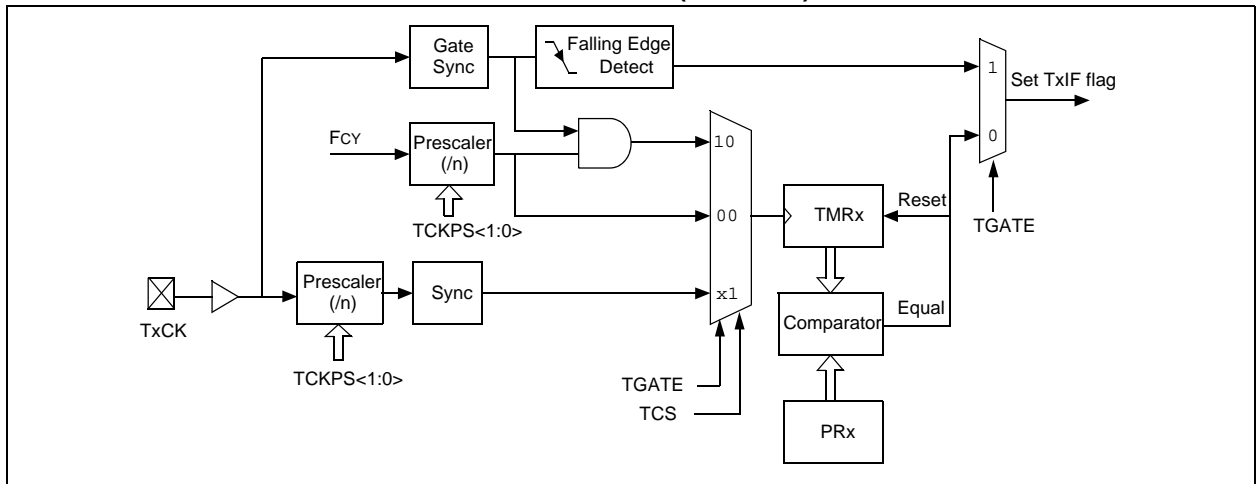 Gate
Sync
Falling Edge
Detect
1
Set TxIF flag
0
FCY
Prescaler
(/n)
10
TCKPS<1:0>
00
TMRx
Reset
TGATE
Prescaler
(/n)
Sync
x1
TxCK
TCKPS<1:0>
Comparator
Equal
TGATE
TCS
PRx